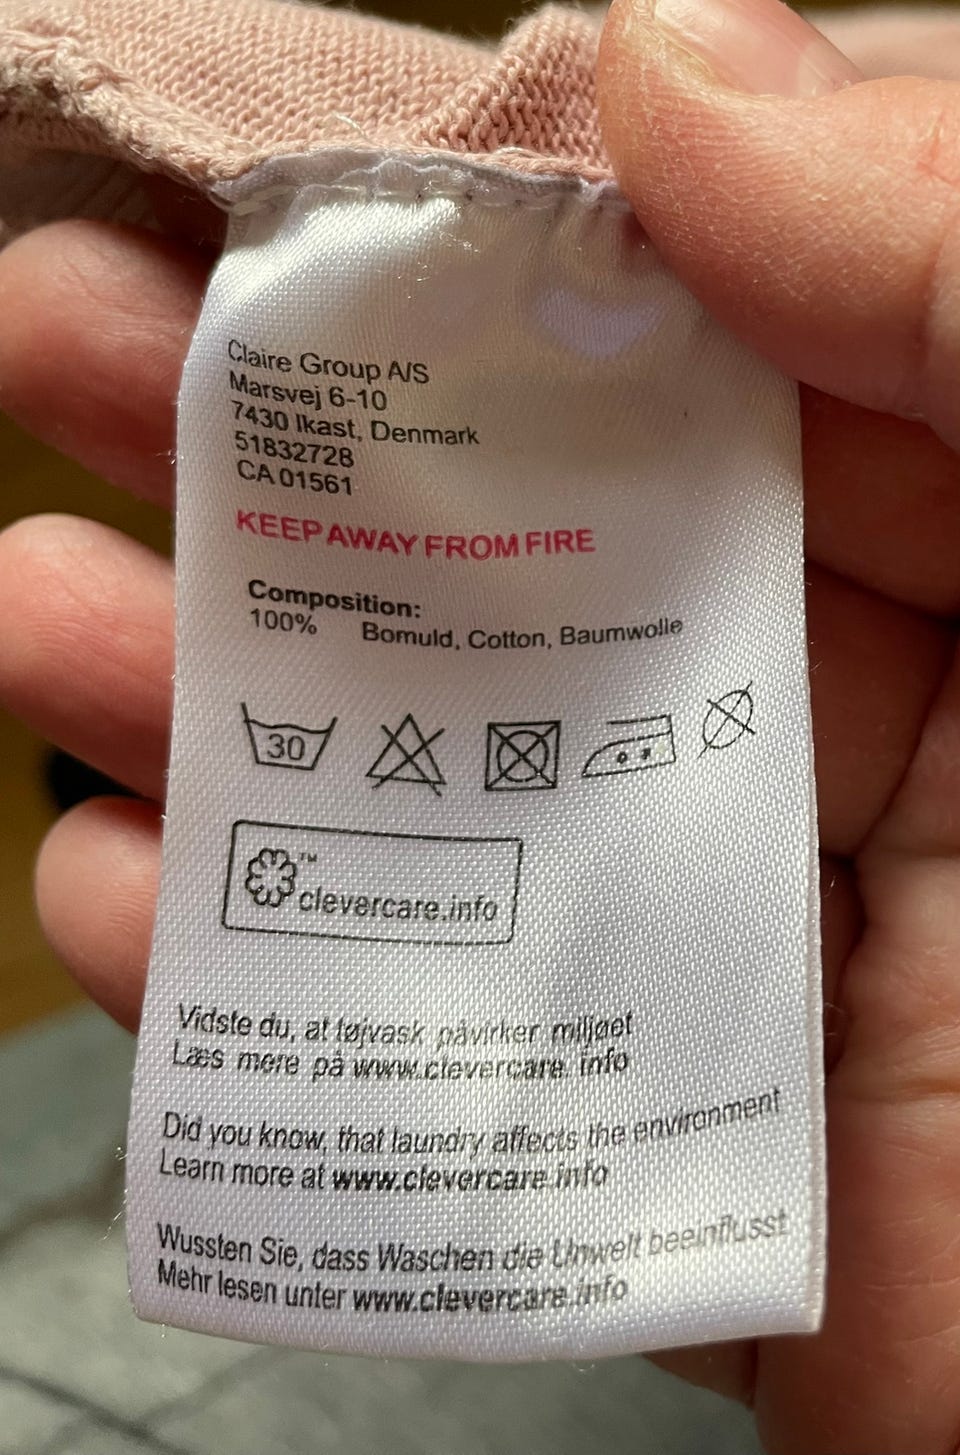 Claire Group A/S
Marsvej 6-10
7430 Ikast, Denmark
51832728
CA 01561
KEEP AWAY FROM FIRE
Composition:
100% Bomuld, Cotton, Baumwolle
30
™
clevercare.info
Vidste du, at tøjvask påvirker miljøet
Læs mere på www.clevercare.info
Did you know, that laundry affects the environment
Learn more at www.clevercare.info
Wussten Sie, dass Waschen die Umwelt beeinflusst
Mehr lesen unter www.clevercare.info